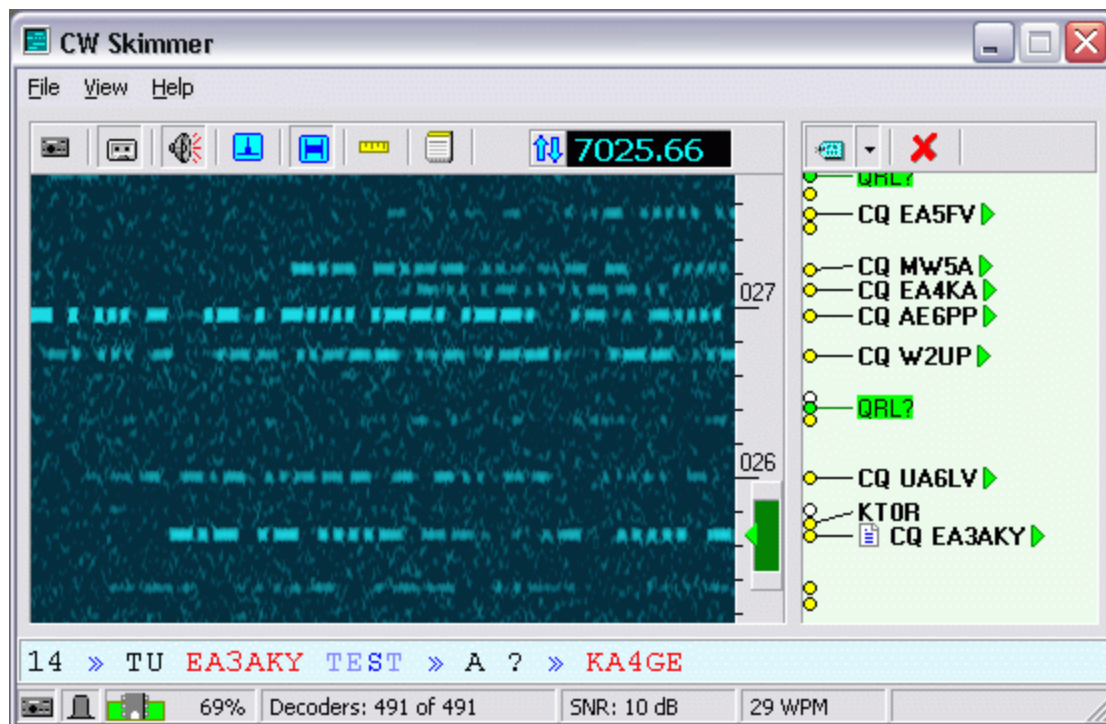 CW Skimmer
File View Help
7025.66
QRL?
CQ EA5FV
CQ MW5A
027
CQ EA4KA
CQ AE6PP
CQ W2UP
QRL?
026
CQ UA6LV
KT0R
CQ EA3AKY
14 » TU EA3AKY TEST » A ? » KA4GE
69% Decoders: 491 of 491 SNR: 10 dB 29 WPM